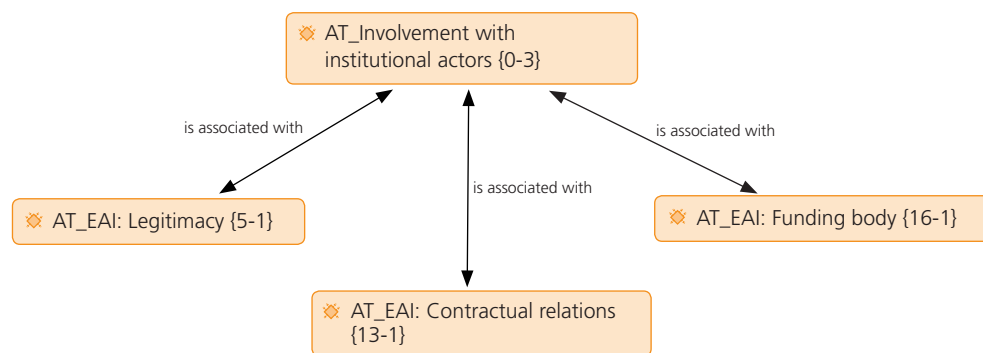 AT_Involvement with
institutional actors {0-3}
is associated with
is associated with
is associated with
AT_EAI: Legitimacy {5-1}
AT_EAI: Funding body {16-1}
AT_EAI: Contractual relations
{13-1}